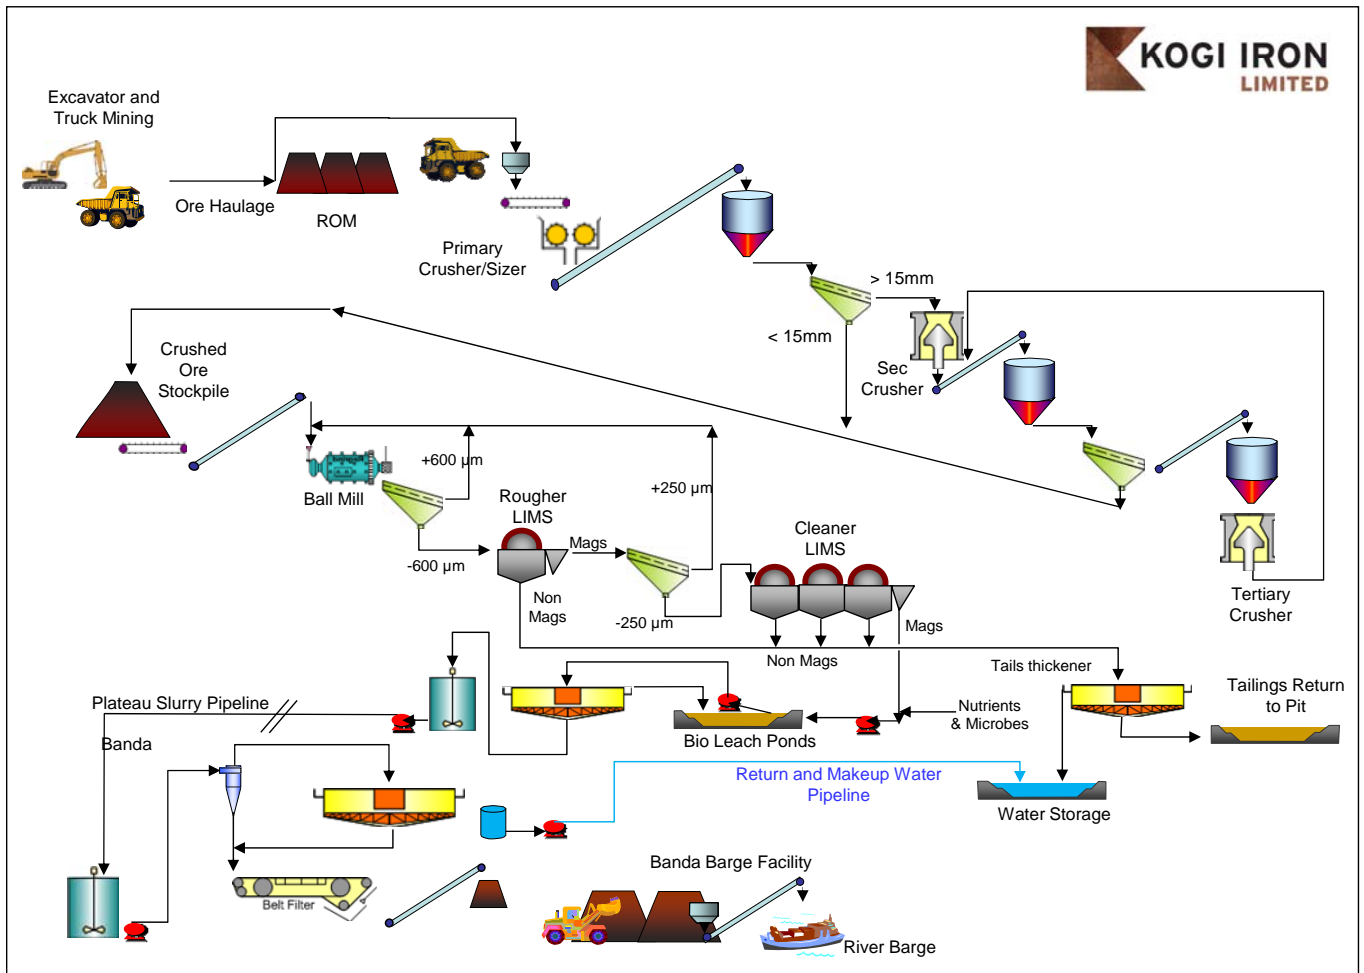 KOGI IRON
LIMITED
Excavator and
Truck Mining
Ore Haulage
ROM
Primary
Crusher/Sizer
> 15mm
< 15mm
Sec
Crusher
Crushed
Ore
Stockpile
+600 µm
Ball Mill
+250 µm
Rougher
LIMS
Mags
-600 µm
Cleaner
LIMS
Tertiary
Crusher
Non
Mags
-250 µm
Mags
Non Mags
Tails thickener
Tailings Return
to Pit
Plateau Slurry Pipeline
Nutrients
& Microbes
Bio Leach Ponds
Banda
Return and Makeup Water
Pipeline
Water Storage
Banda Barge Facility
Belt Filter
River Barge